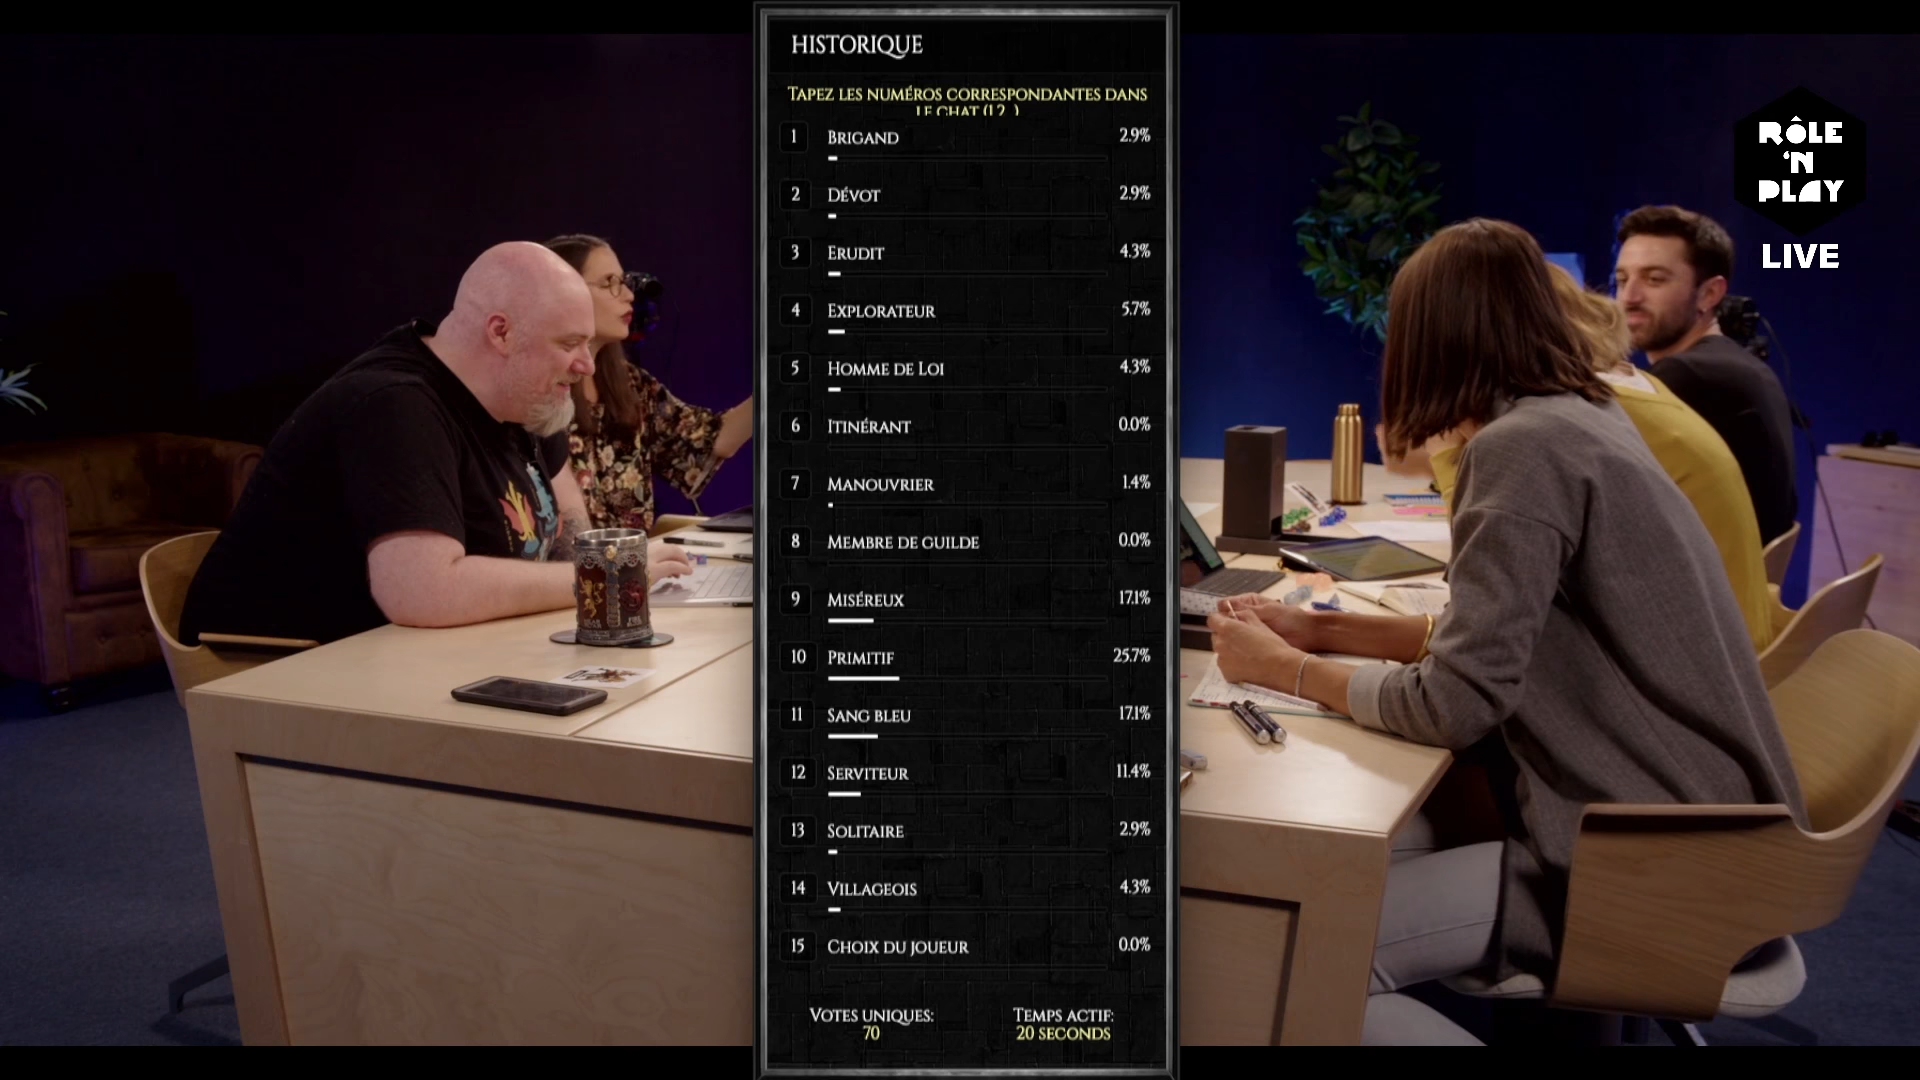 HISTORIQUE
TAPEZ LES NUMÉROS CORRESPONDANTES DANS
LE CHAT (1 2 )
1 BRIGAND 2.9%
2 DÉVOT 2.9%
3 ERUDIT 4.3%
4 EXPLORATEUR 5.7%
5 HOMME DE LOI 4.3%
6 ITINÉRANT 0.0%
7 MANOUVRIER 1.4%
8 MEMBRE DE GUILDE 0.0%
9 MISÉREUX 17.1%
10 PRIMITIF 25.7%
11 SANG BLEU 17.1%
12 SERVITEUR 11.4%
13 SOLITAIRE 2.9%
14 VILLAGEOIS 4.3%
15 CHOIX DU JOUEUR 0.0%
VOTES UNIQUES: TEMPS ACTIF:
70 20 SECONDS
RÔLE
'N
PLAY
LIVE